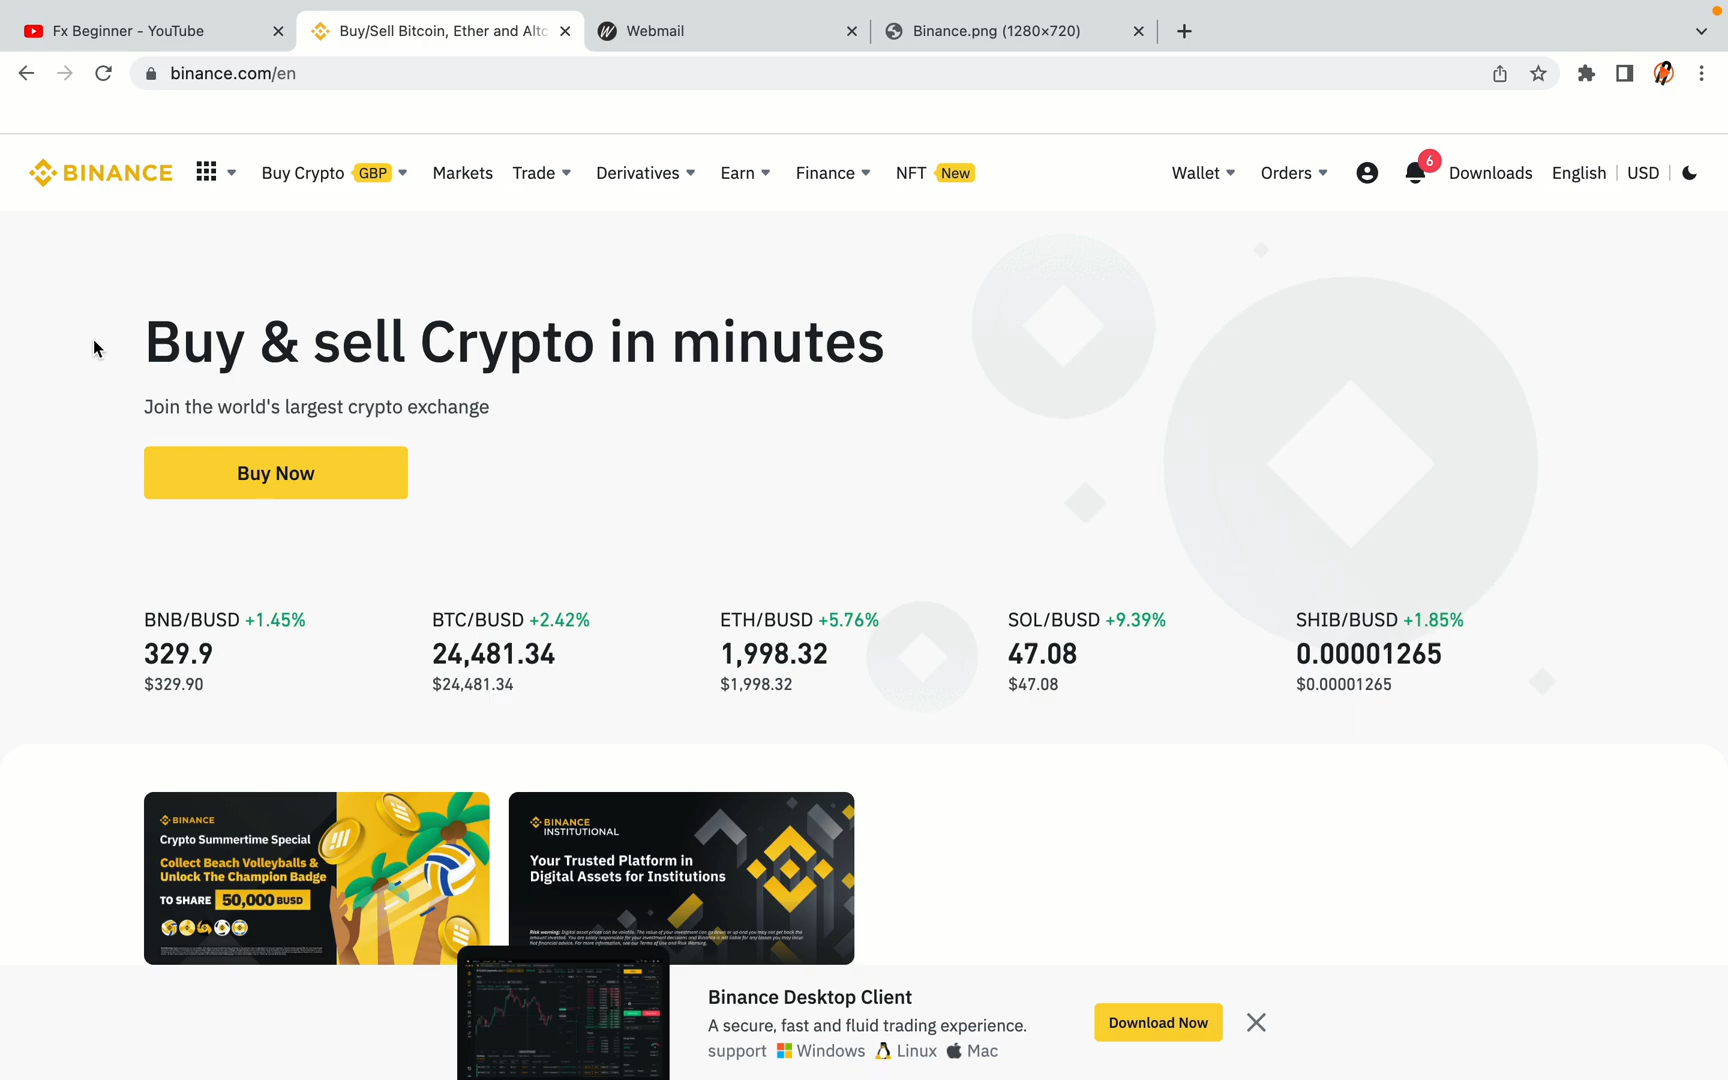 Fx Beginner - YouTube
Buy/Sell Bitcoin, Ether and Altc
Webmail
Binance.png (1280×720)
binance.com/en
BINANCE
Buy Crypto GBP
Markets
Trade
Derivatives
Earn
Finance
NFT New
Wallet
Orders
6
Downloads
English
USD
Buy & sell Crypto in minutes
Join the world's largest crypto exchange
Buy Now
BNB/BUSD +1.45%
329.9
$329.90
BTC/BUSD +2.42%
24,481.34
$24,481.34
ETH/BUSD +5.76%
1,998.32
$1,998.32
SOL/BUSD +9.39%
47.08
$47.08
SHIB/BUSD +1.85%
0.00001265
$0.00001265
BINANCE
Crypto Summertime Special
Collect Beach Volleyballs &
Unlock The Champion Badge
TO SHARE 50,000 BUSD
BINANCE
INSTITUTIONAL
Your Trusted Platform in
Digital Assets for Institutions
Binance Desktop Client
A secure, fast and fluid trading experience.
support Windows Linux Mac
Download Now